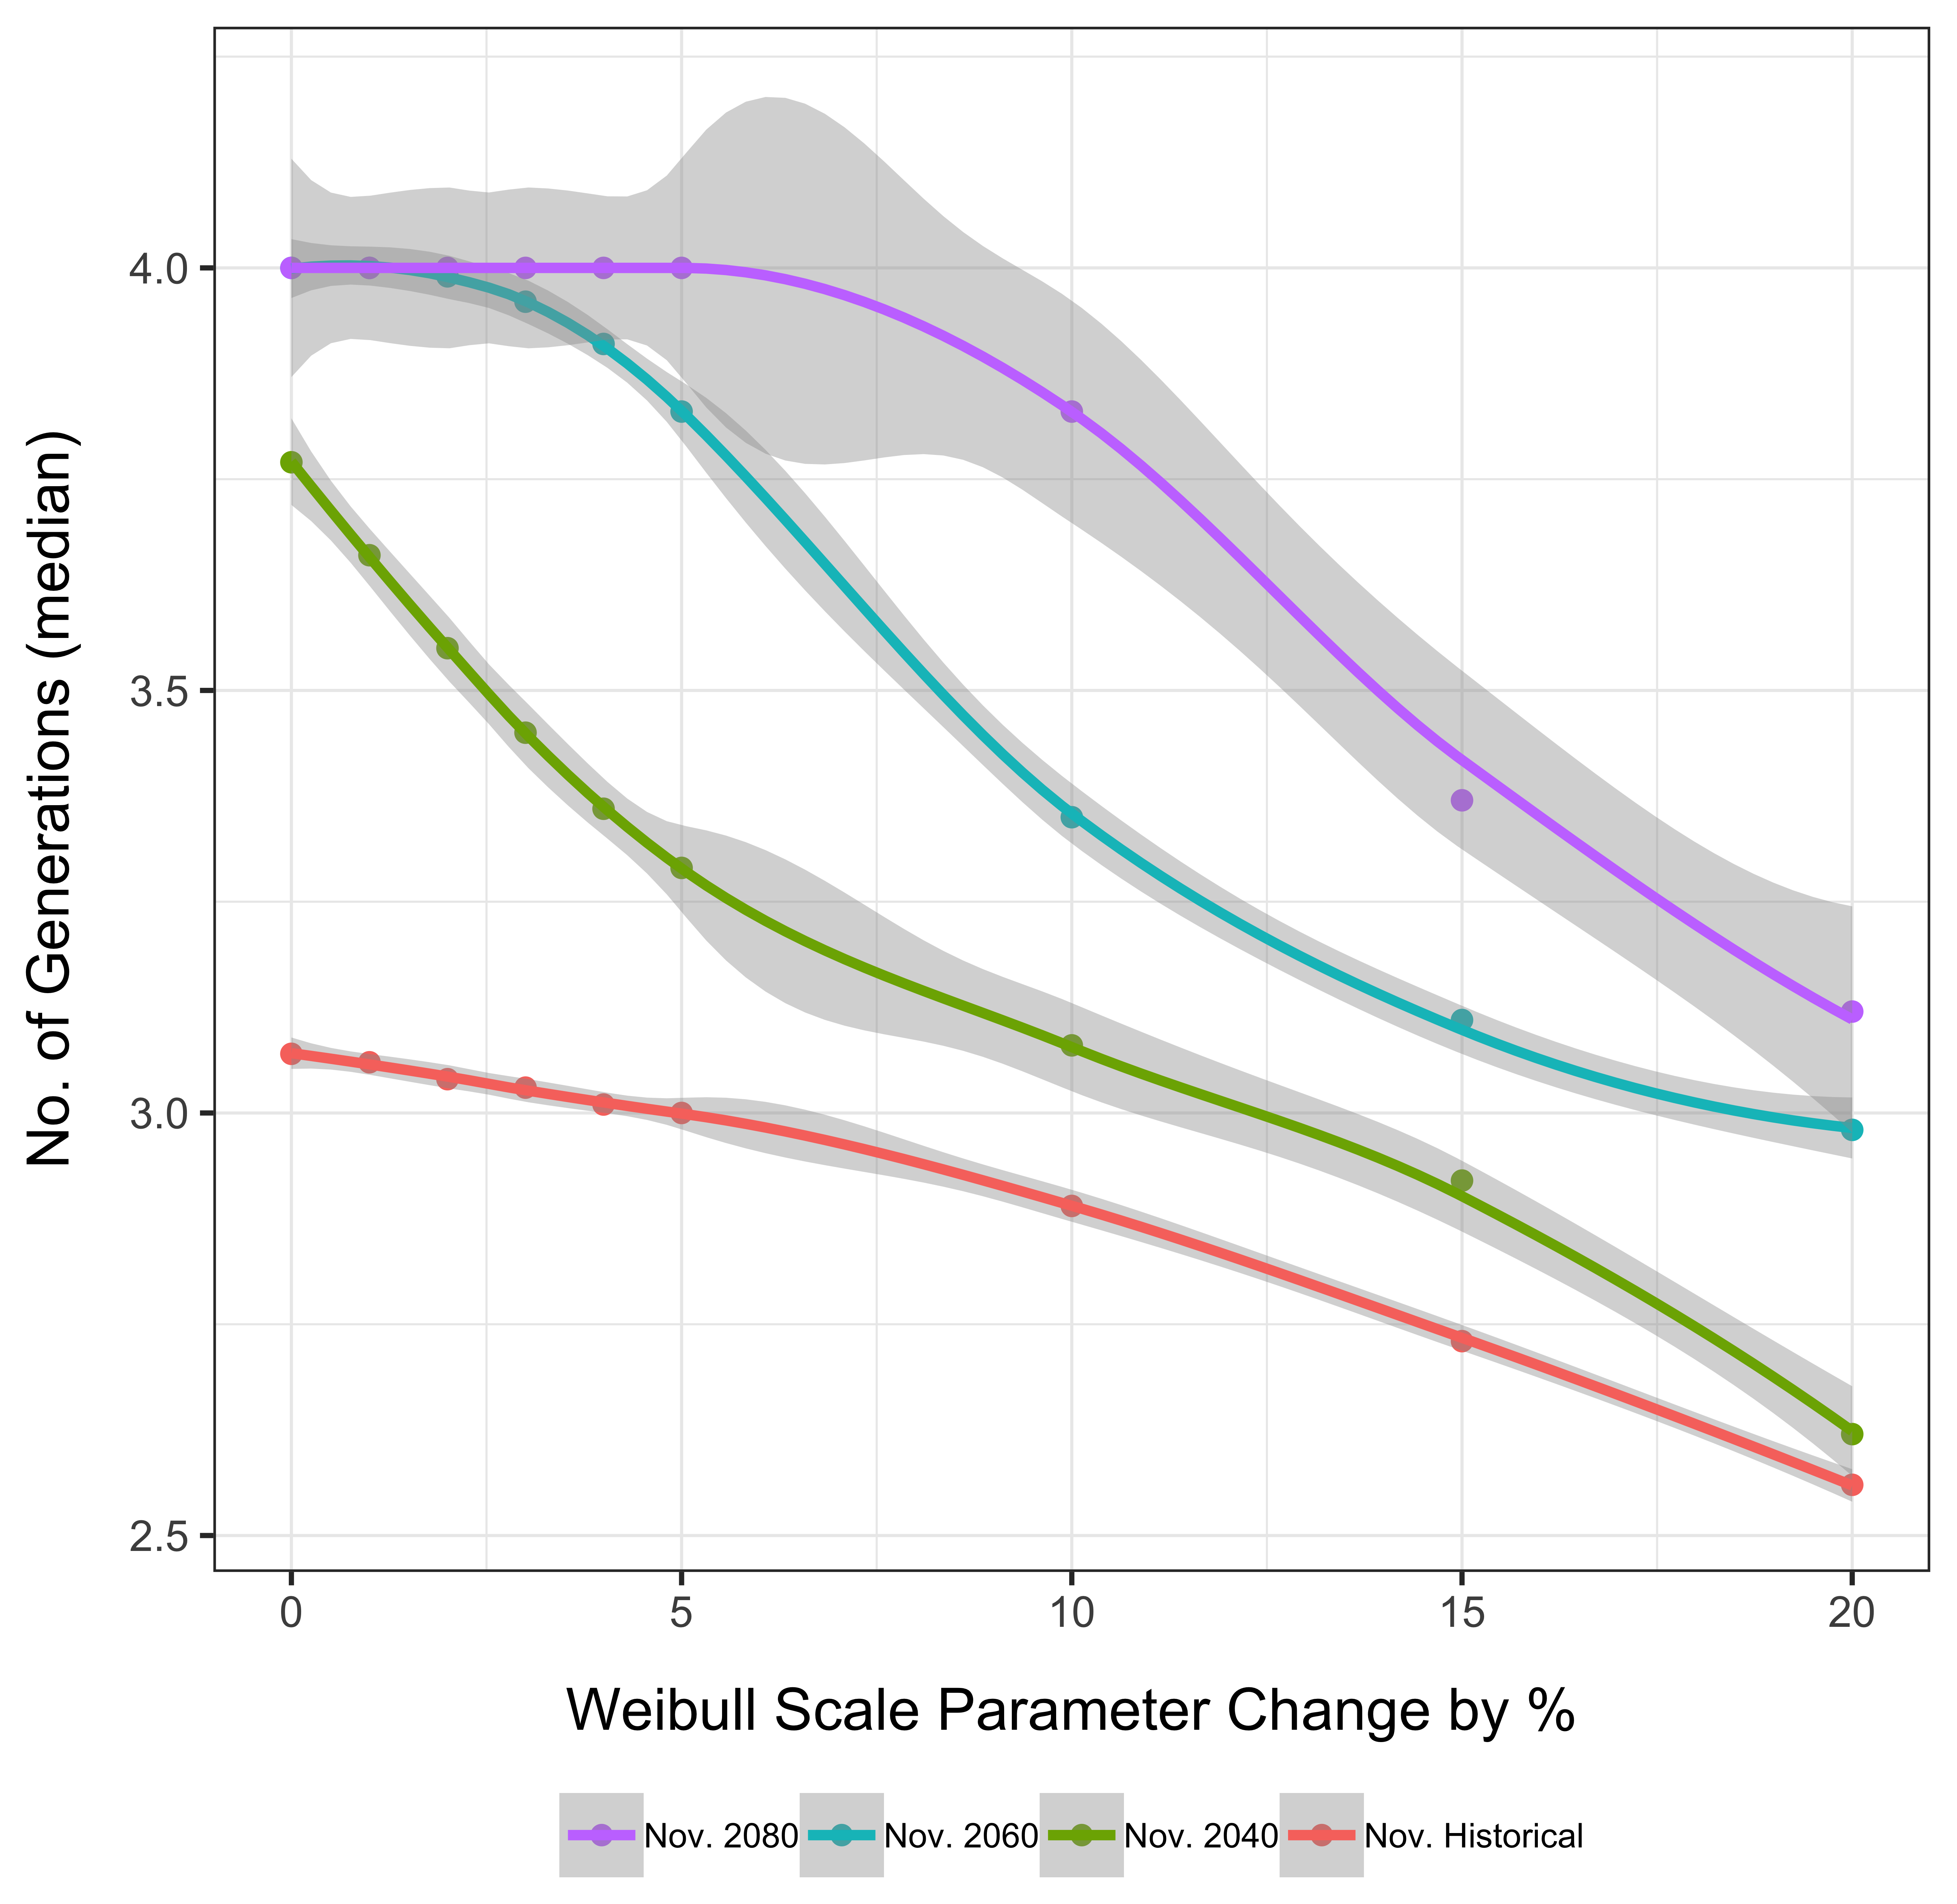 No. of Generations (median)
4.0
3.5
3.0
2.5
0 5 10 15 20
Weibull Scale Parameter Change by %
Nov. 2080 Nov. 2060 Nov. 2040 Nov. Historical